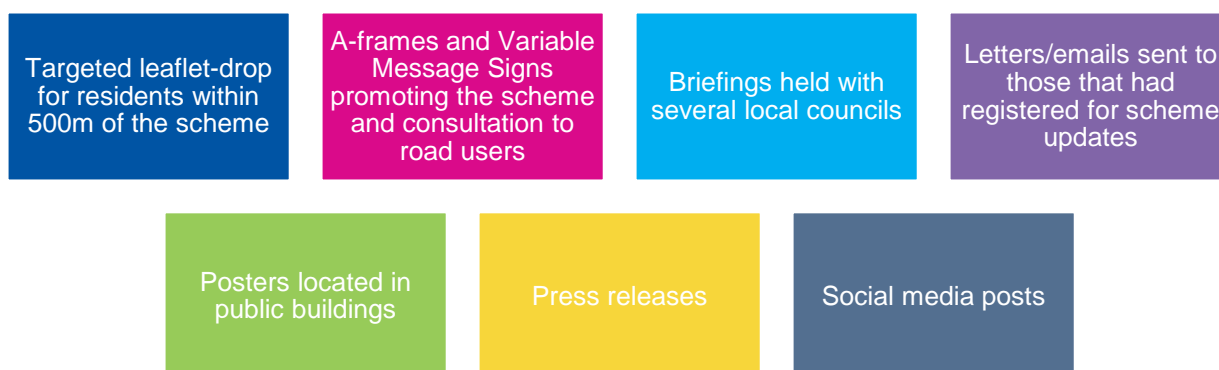 Targeted leaflet-drop
for residents within
500m of the scheme
A-frames and Variable
Message Signs
promoting the scheme
and consultation to
road users
Briefings held with
several local councils
Letters/emails sent to
those that had
registered for scheme
updates
Posters located in
public buildings
Press releases
Social media posts